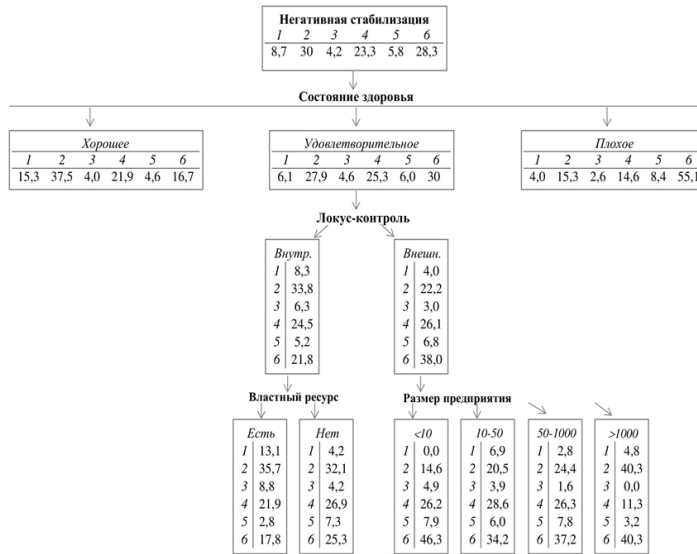 Негативная стабилизация
1 2 3 4 5 6
8,7 30 4,2 23,3 5,8 28,3
Состояние здоровья
Хорошее
1 2 3 4 5 6
15,3 37,5 4,0 21,9 4,6 16,7
Удовлетворительное
1 2 3 4 5 6
6,1 27,9 4,6 25,3 6,0 30
Плохое
1 2 3 4 5 6
4,0 15,3 2,6 14,6 8,4 55,1
Локус-контроль
Внутр.
1 8,3
2 33,8
3 6,3
4 24,5
5 5,2
6 21,8
Внешн.
1 4,0
2 22,2
3 3,0
4 26,1
5 6,8
6 38,0
Властный ресурс
Есть
1 13,1
2 35,7
3 8,8
4 21,9
5 2,8
6 17,8
Нет
1 4,2
2 32,1
3 4,2
4 26,9
5 7,3
6 25,3
Размер предприятия
<10
1 0,0
2 14,6
3 4,9
4 26,2
5 7,9
6 46,3
10-50
1 6,9
2 20,5
3 3,9
4 28,6
5 6,0
6 34,2
50-1000
1 2,8
2 24,4
3 1,6
4 26,3
5 7,8
6 37,2
>1000
1 4,8
2 40,3
3 0,0
4 11,3
5 3,2
6 40,3